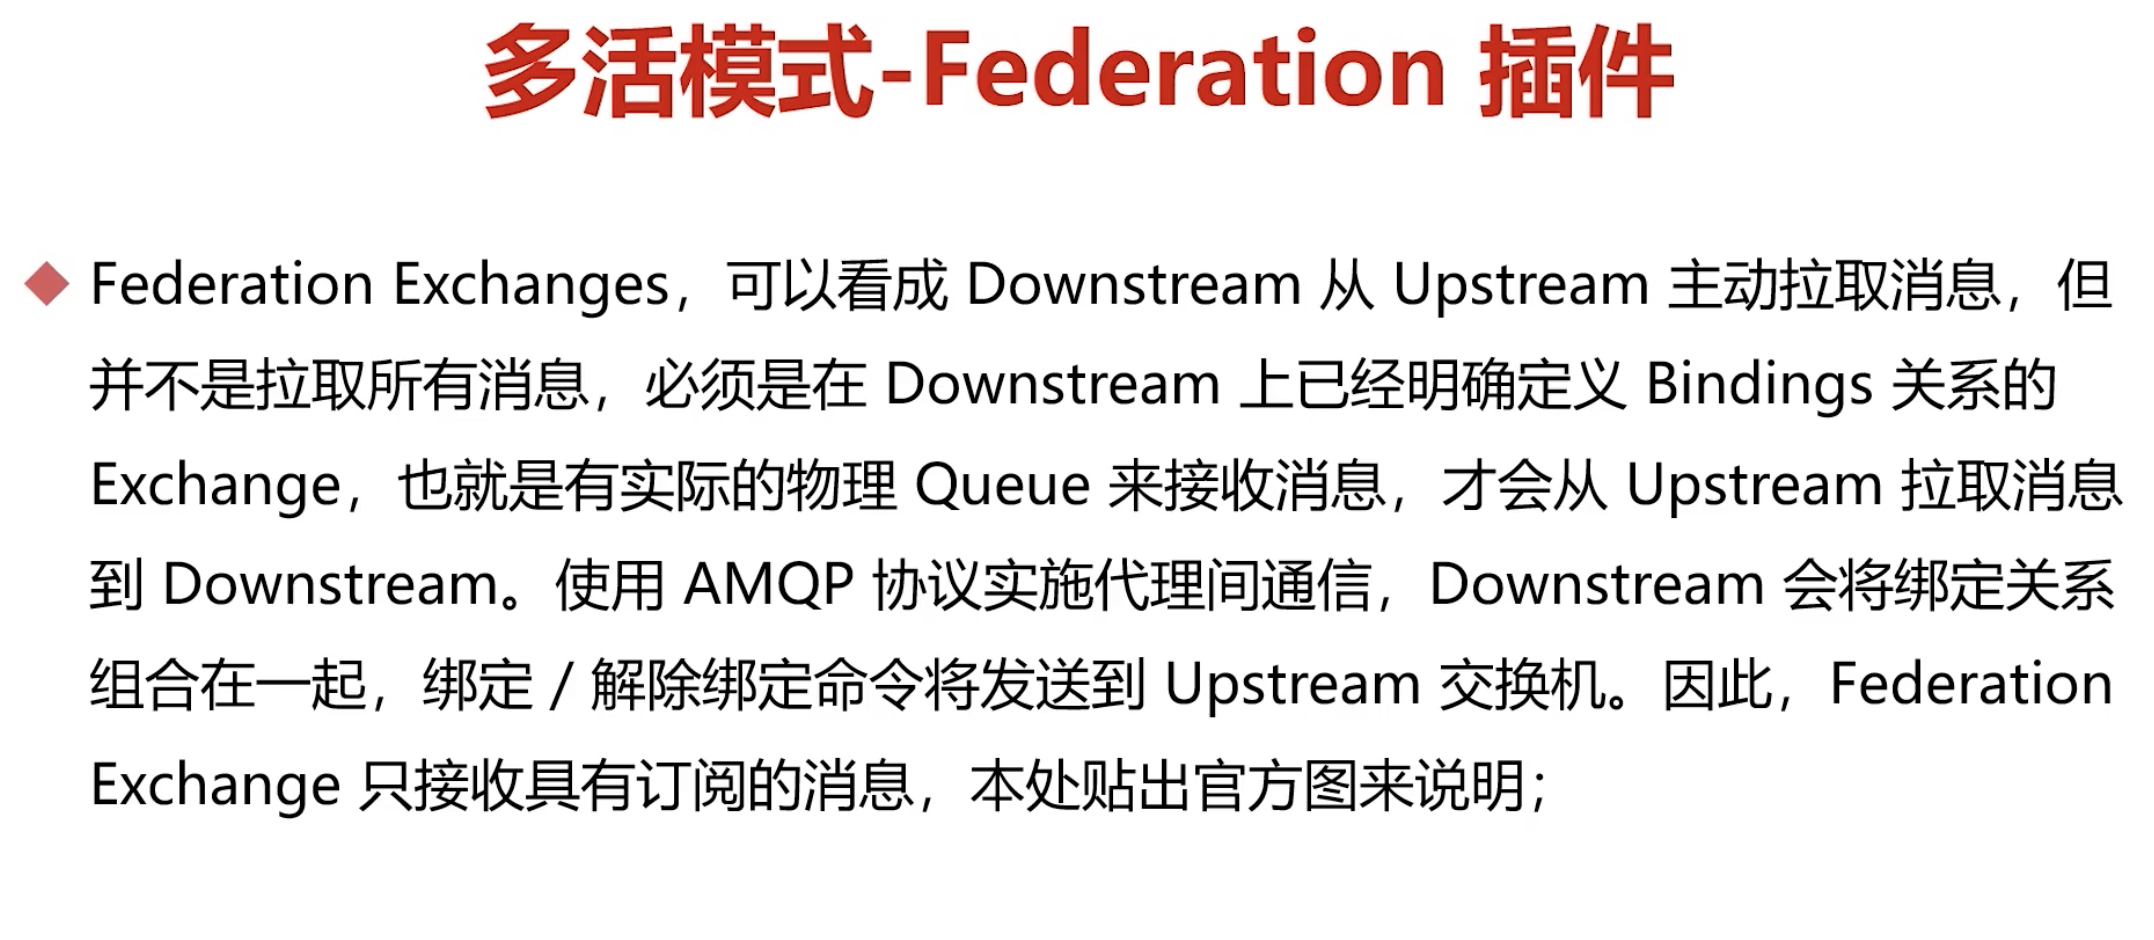 多活模式-Federation 插件
Federation Exchanges，可以看成 Downstream 从 Upstream 主动拉取消息，但
并不是拉取所有消息，必须是在 Downstream 上已经明确定义 Bindings 关系的
Exchange，也就是有实际的物理 Queue 来接收消息，才会从 Upstream 拉取消息
到 Downstream。使用 AMQP 协议实施代理间通信，Downstream 会将绑定关系
组合在一起，绑定 / 解除绑定命令将发送到 Upstream 交换机。因此，Federation
Exchange 只接收具有订阅的消息，本处贴出官方图来说明；